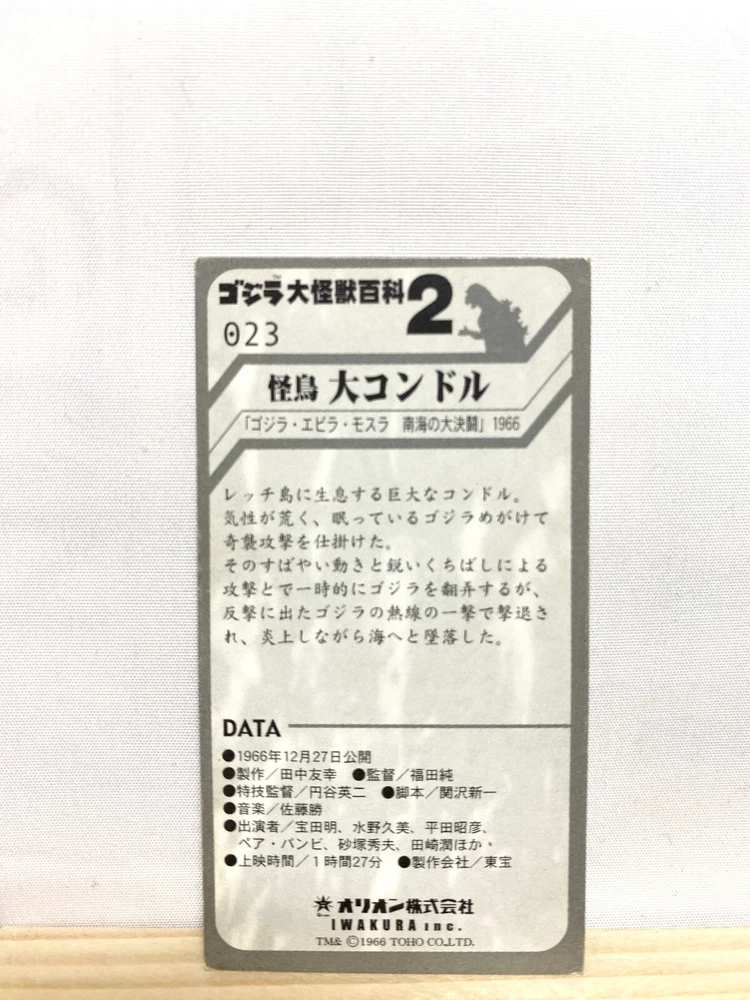 ゴジラ大怪獣百科2
023
怪鳥 大コンドル
「ゴジラ・エビラ・モスラ 南海の大決闘」1966
レッチ島に生息する巨大なコンドル。
気性が荒く、眠っているゴジラめがけて
奇襲攻撃を仕掛けた。
そのすばやい動きと鋭いくちばしによる
攻撃とで一時的にゴジラを翻弄するが、
反撃に出たゴジラの熱線の一撃で撃退さ
れ、炎上しながら海へと墜落した。
DATA
●1966年12月27日公開
●製作／田中友幸 ●監督／福田純
●特技監督／円谷英二 ●脚本／関沢新一
●音楽／佐藤勝
●出演者／宝田明、水野久美、平田昭彦、
ペア・バンビ、砂塚秀夫、田崎潤ほか・
●上映時間／1時間27分 ●製作会社／東宝
オリオン株式会社
IWAKURA inc.
TM& ©1966 TOHO CO.,LTD.